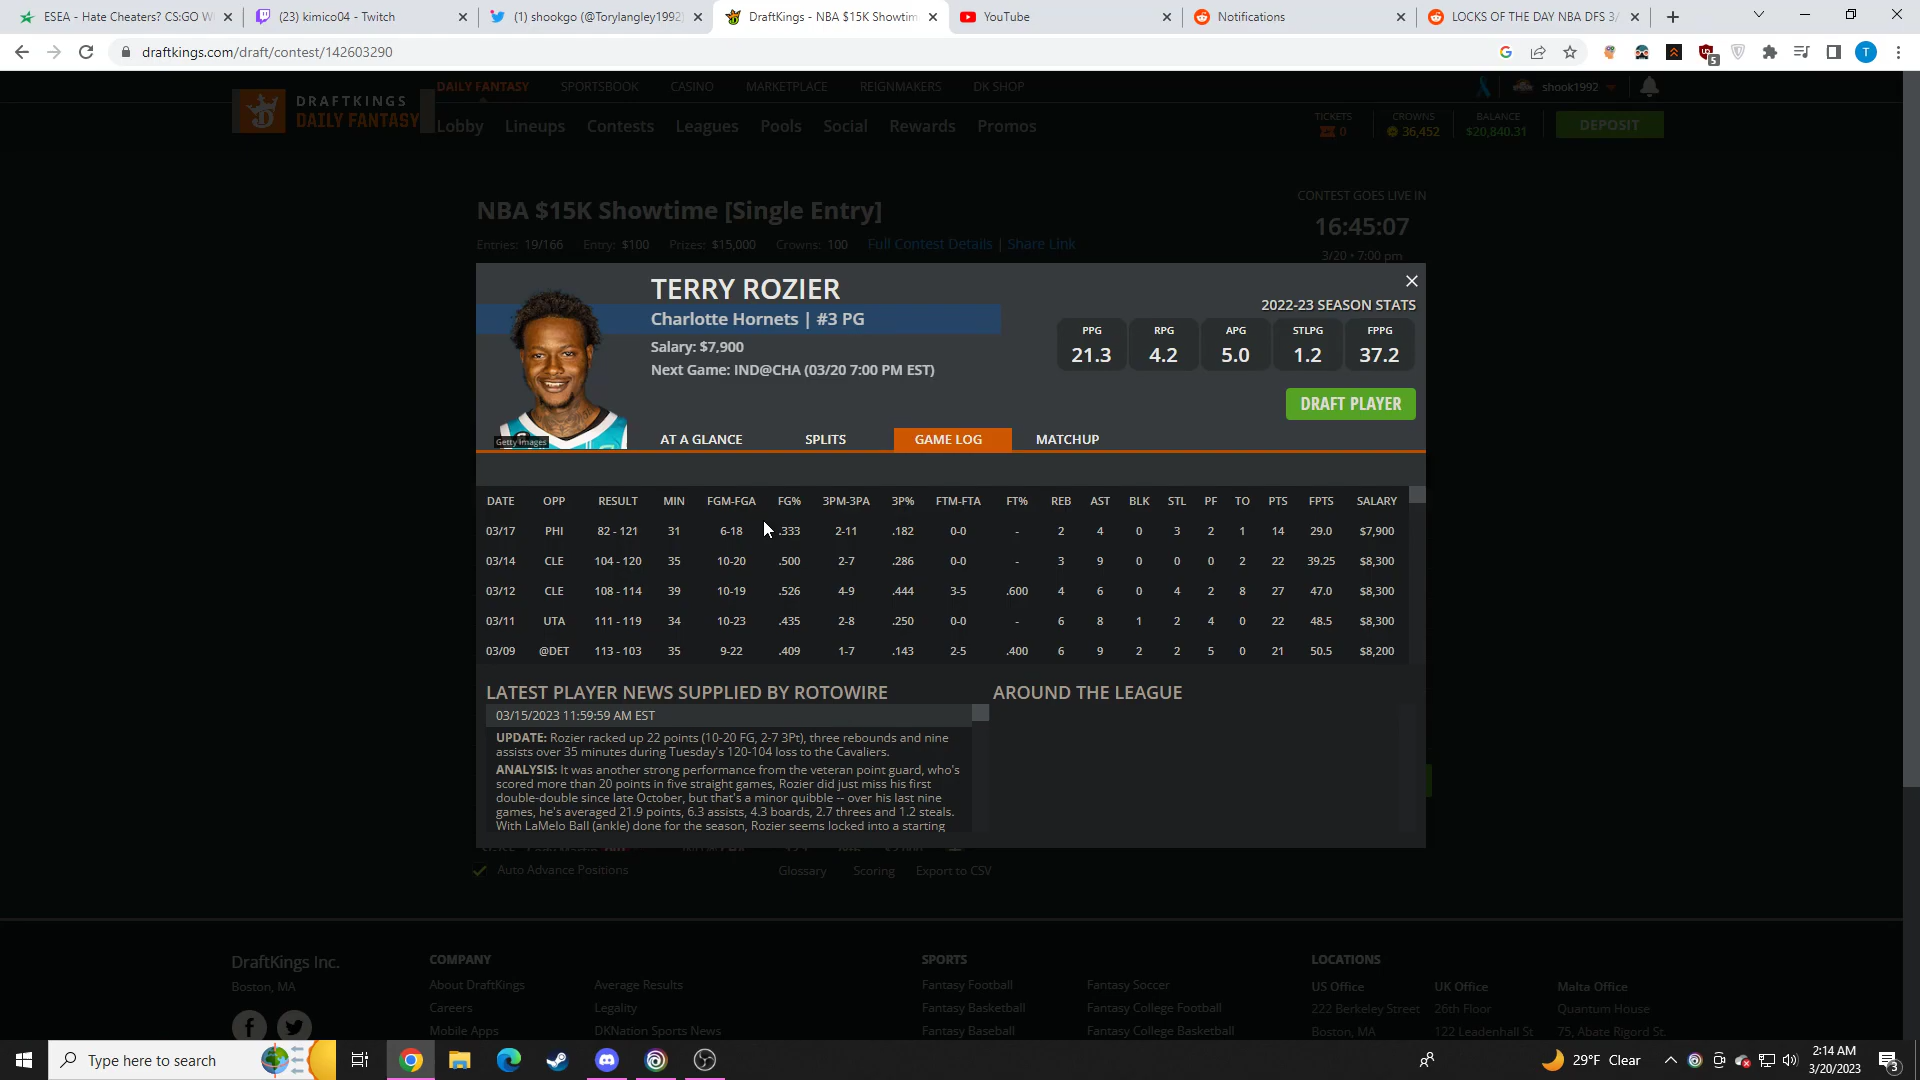 ESEA - Hate Cheaters? CS:GO W
(23) kimico04 - Twitch
(1) shookgo (@Torylangley1992)
DraftKings - NBA $15K Showtim
YouTube
Notifications
LOCKS OF THE DAY NBA DFS 3/
draftkings.com/draft/contest/142603290
5
T
DAILY FANTASY
SPORTSBOOK
CASINO
MARKETPLACE
REIGNMAKERS
DK SHOP
shook1992
DRAFTKINGS
DAILY FANTASY
Lobby
Lineups
Contests
Leagues
Pools
Social
Rewards
Promos
TICKETS
0
CROWNS
36,452
BALANCE
$20,840.31
DEPOSIT
NBA $15K Showtime [Single Entry]
CONTEST GOES LIVE IN
16:45:07
Entries: 19/166 Entry: $100 Prizes: $15,000 Crowns: 100 Full Contest Details | Share Link
3/20 • 7:00 pm
TERRY ROZIER
Charlotte Hornets | #3 PG
Salary: $7,900
Next Game: IND@CHA (03/20 7:00 PM EST)
Getty Images
2022-23 SEASON STATS
PPG RPG APG STLPG FPPG
21.3 4.2 5.0 1.2 37.2
DRAFT PLAYER
AT A GLANCE SPLITS GAME LOG MATCHUP
DATE OPP RESULT MIN FGM-FGA FG% 3PM-3PA 3P% FTM-FTA FT% REB AST BLK STL PF TO PTS FPTS SALARY
03/17 PHI 82 - 121 31 6-18 .333 2-11 .182 0-0 - 2 4 0 3 2 1 14 29.0 $7,900
03/14 CLE 104 - 120 35 10-20 .500 2-7 .286 0-0 - 3 9 0 0 0 2 22 39.25 $8,300
03/12 CLE 108 - 114 39 10-19 .526 4-9 .444 3-5 .600 4 6 0 4 2 8 27 47.0 $8,300
03/11 UTA 111 - 119 34 10-23 .435 2-8 .250 0-0 - 6 8 1 2 4 0 22 48.5 $8,300
03/09 @DET 113 - 103 35 9-22 .409 1-7 .143 2-5 .400 6 9 2 2 5 0 21 50.5 $8,200
LATEST PLAYER NEWS SUPPLIED BY ROTOWIRE
AROUND THE LEAGUE
03/15/2023 11:59:59 AM EST
UPDATE: Rozier racked up 22 points (10-20 FG, 2-7 3Pt), three rebounds and nine
assists over 35 minutes during Tuesday's 120-104 loss to the Cavaliers.
ANALYSIS: It was another strong performance from the veteran point guard, who's
scored more than 20 points in five straight games, Rozier did just miss his first
double-double since late October, but that's a minor quibble -- over his last nine
games, he's averaged 21.9 points, 6.3 assists, 4.3 boards, 2.7 threes and 1.2 steals.
With LaMelo Ball (ankle) done for the season, Rozier seems locked into a starting
Auto Advance Positions
Glossary
Scoring
Export to CSV
DraftKings Inc.
Boston, MA
COMPANY
About DraftKings
Careers
Mobile Apps
Average Results
Legality
DKNation Sports News
SPORTS
Fantasy Football
Fantasy Basketball
Fantasy Baseball
Fantasy Soccer
Fantasy College Football
Fantasy College Basketball
LOCATIONS
US Office
222 Berkeley Street
Boston, MA
UK Office
26th Floor
122 Leadenhall St
Malta Office
Quantum House
75, Abate Rigord St.
Type here to search
29°F Clear
2:14 AM
3/20/2023
3